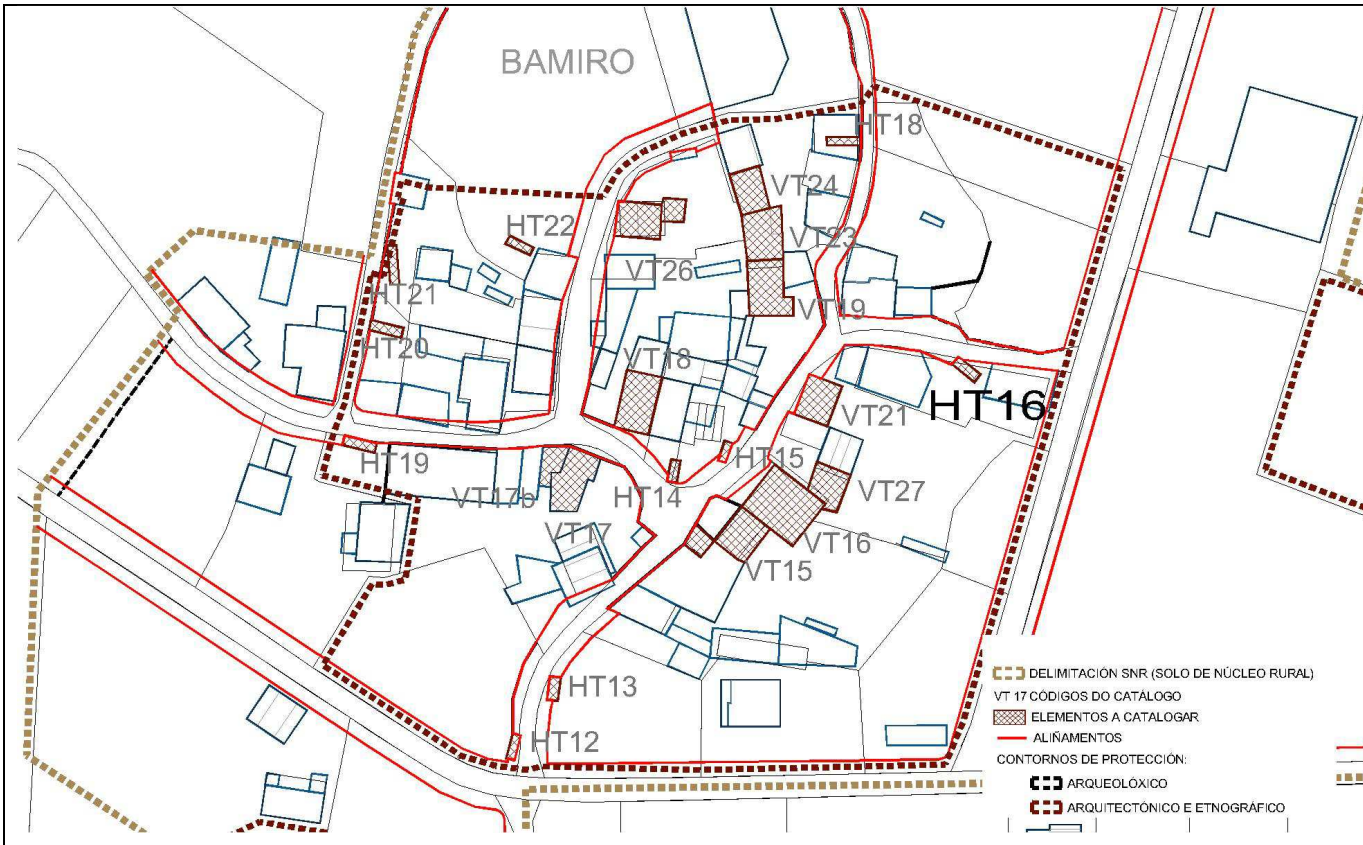 BAMIRO
HT18
VT24
HT22
VT23
VT26
HT21
VT19
HT20
VT18
HT16
VT21
HT19
HT15
HT14
VT17b
VT27
VT17
VT16
VT15
HT13
HT12
DELIMITACIÓN SNR (SOLO DE NÚCLEO RURAL)
VT 17 CÓDIGOS DO CATÁLOGO
ELEMENTOS A CATALOGAR
ALIÑAMENTOS
CONTORNOS DE PROTECCIÓN:
ARQUEOLÓXICO
ARQUITECTÓNICO E ETNOGRÁFICO